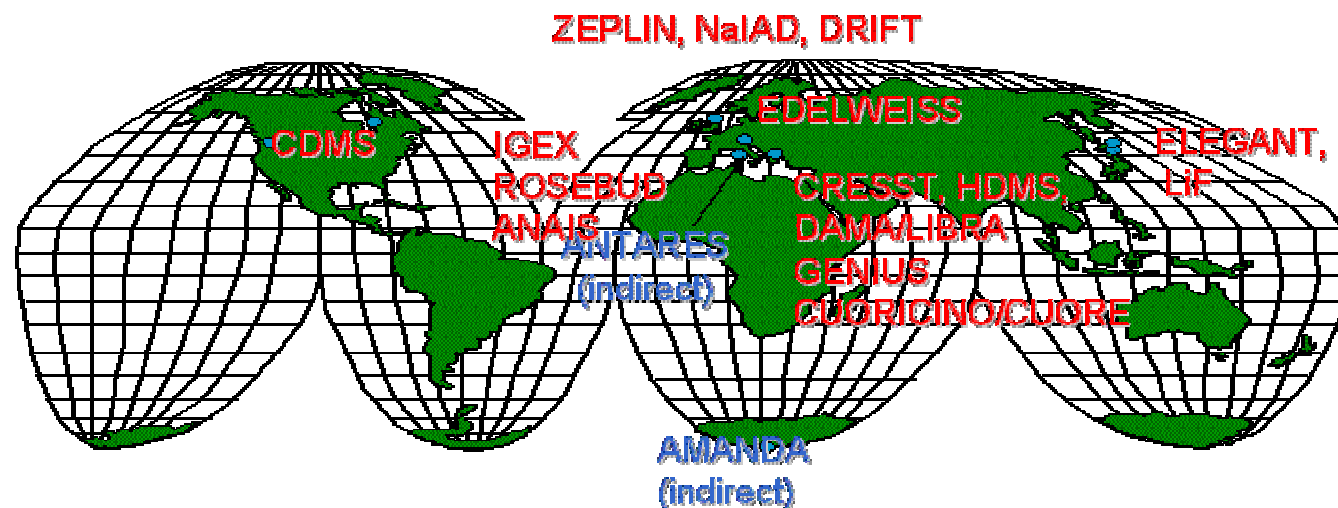 ZEPLIN, NaIAD, DRIFT
EDELWEISS
CDMS
IGEX
ROSEBUD
ANAIS
ANTARES
(indirect)
CRESST, HDMS,
DAMA/LIBRA
GENIUS
CUORICINO/CUORE
ELEGANT,
LiF
AMANDA
(indirect)